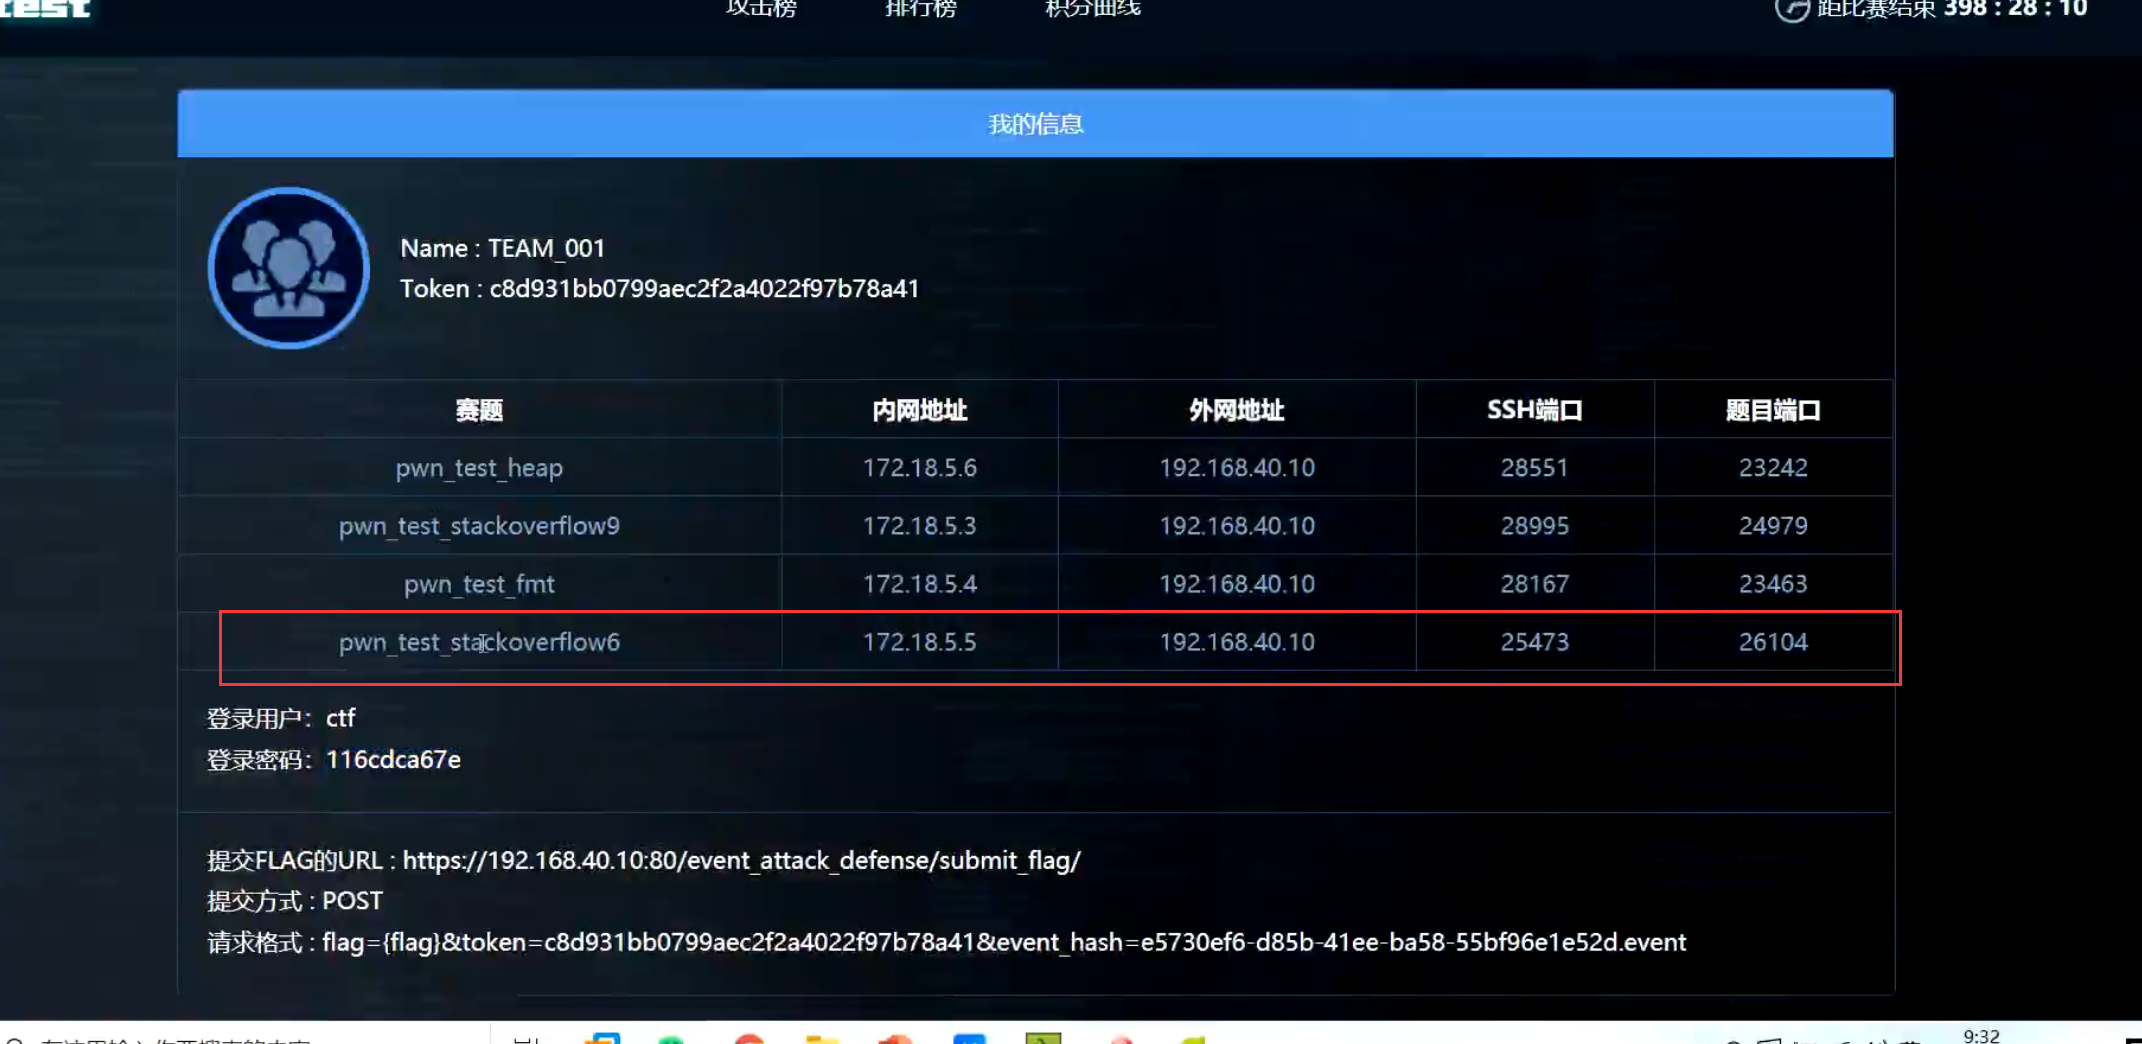 test 攻击榜 排行榜 积分曲线 距比赛结束 398 : 28 : 10
我的信息
Name : TEAM_001
Token : c8d931bb0799aec2f2a4022f97b78a41
赛题 内网地址 外网地址 SSH端口 题目端口
pwn_test_heap 172.18.5.6 192.168.40.10 28551 23242
pwn_test_stackoverflow9 172.18.5.3 192.168.40.10 28995 24979
pwn_test_fmt 172.18.5.4 192.168.40.10 28167 23463
pwn_test_stackoverflow6 172.18.5.5 192.168.40.10 25473 26104
登录用户：ctf
登录密码：116cdca67e
提交FLAG的URL : https://192.168.40.10:80/event_attack_defense/submit_flag/
提交方式 : POST
请求格式 : flag={flag}&token=c8d931bb0799aec2f2a4022f97b78a41&event_hash=e5730ef6-d85b-41ee-ba58-55bf96e1e52d.event
9:32